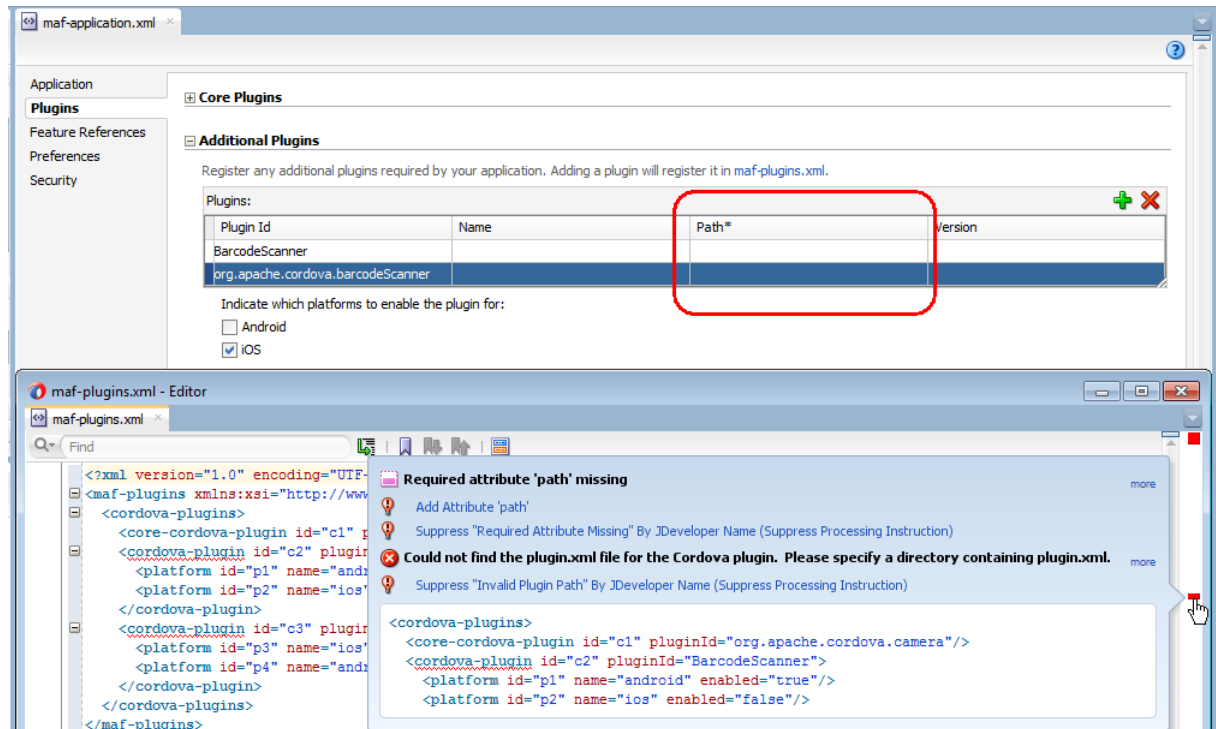 maf-application.xml
Application
Plugins
Feature References
Preferences
Security
Core Plugins
Additional Plugins
Register any additional plugins required by your application. Adding a plugin will register it in maf-plugins.xml.
Plugins:
Plugin Id Name Path* Version
BarcodeScanner
org.apache.cordova.barcodeScanner
Indicate which platforms to enable the plugin for:
Android
iOS
maf-plugins.xml - Editor
maf-plugins.xml
Find
<?xml version="1.0" encoding="UTF-
<maf-plugins xmlns:xsi="http://www
<cordova-plugins>
<core-cordova-plugin id="c1" p
<cordova-plugin id="c2" plugin
<platform id="p1" name="andr
<platform id="p2" name="ios"
</cordova-plugin>
<cordova-plugin id="c3" plugin
<platform id="p3" name="ios"
<platform id="p4" name="andr
</cordova-plugin>
</cordova-plugins>
</maf-plugins>
Required attribute 'path' missing more
Add Attribute 'path'
Suppress "Required Attribute Missing" By JDeveloper Name (Suppress Processing Instruction)
Could not find the plugin.xml file for the Cordova plugin. Please specify a directory containing plugin.xml. more
Suppress "Invalid Plugin Path" By JDeveloper Name (Suppress Processing Instruction)
<cordova-plugins>
<core-cordova-plugin id="c1" pluginId="org.apache.cordova.camera"/>
<cordova-plugin id="c2" pluginId="BarcodeScanner">
<platform id="p1" name="android" enabled="true"/>
<platform id="p2" name="ios" enabled="false"/>